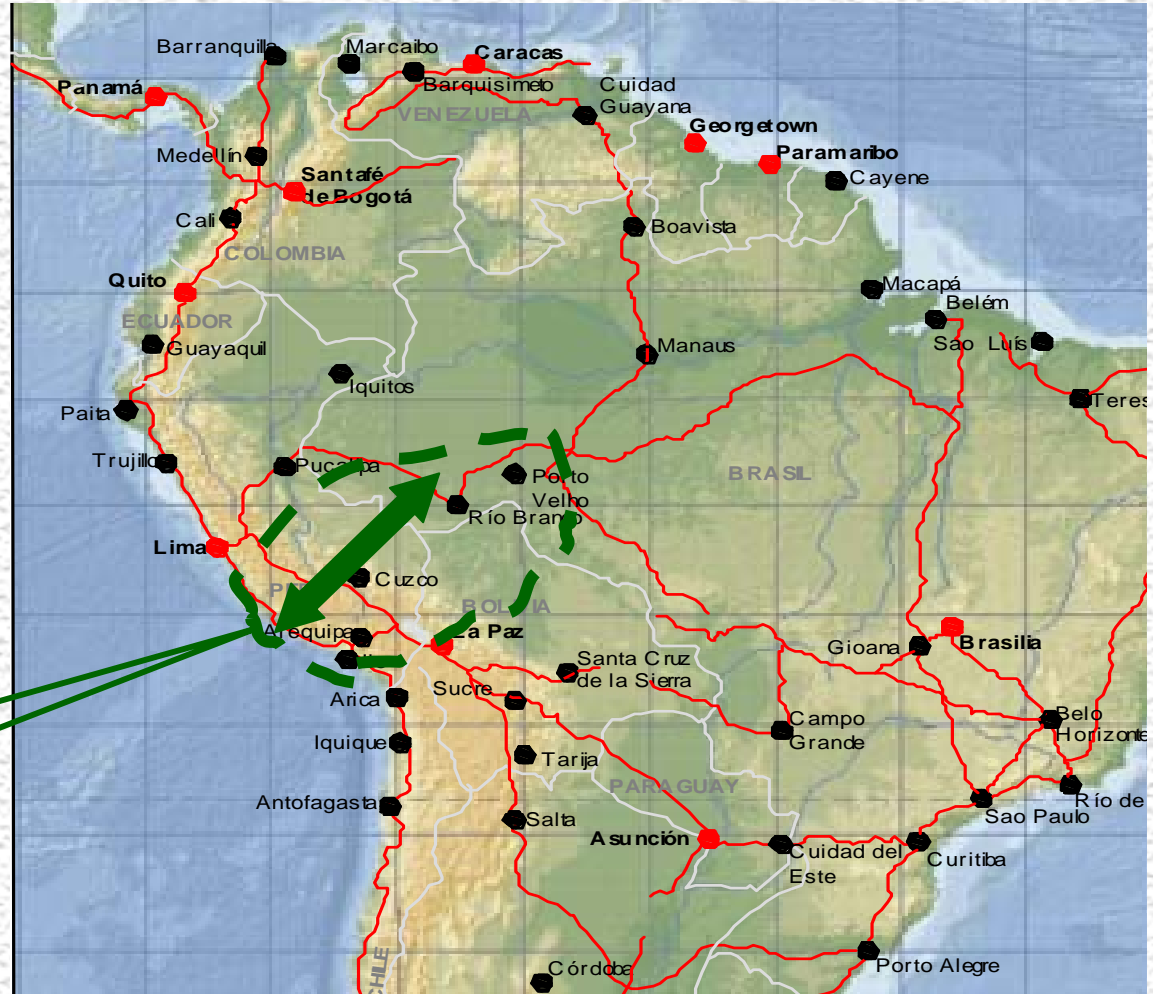 Barranquilla
Marcaibo
Caracas
Barquisimeto
Cuidad
Guayana
Panamá
VENEZUELA
Georgetown
Medellín
Paramaribo
Santafé
de Bogotá
Cayene
Cali
Boavista
COLOMBIA
Quito
Macapá
Belém
ECUADOR
Guayaquil
Sao Luis
Manaus
Iquitos
Paita
Trujillo
Pucallpa
Porto
Velho
BRASIL
Río Branco
Lima
Cuzco
BOLIVIA
Arequipa
La Paz
Brasilia
Gioana
Santa Cruz
de la Sierra
Arica
Sucre
Campo
Grande
Belo
Horizonte
Iquique
Tarija
PARAGUAY
Río de
Antofagasta
Sao Paulo
Salta
Asunción
Cuidad del
Este
Curitiba
Porto Alegre
Córdoba
CHILE